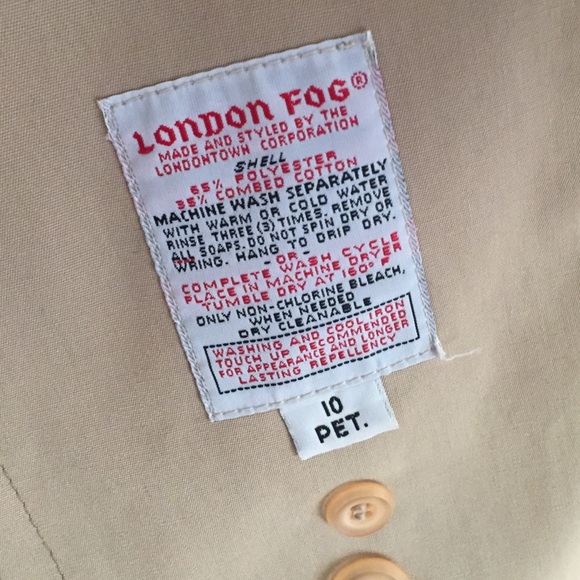 LONDON FOG®
MADE AND STYLED BY THE
LONDONTOWN CORPORATION
SHELL
65% POLYESTER
35% COMBED COTTON
MACHINE WASH SEPARATELY
WITH WARM OR COLD WATER
RINSE THREE (3) TIMES. REMOVE
ALL SOAPS. DO NOT SPIN DRY OR
WRING. HANG TO DRIP DRY.
- OR -
COMPLETE WASH CYCLE
PLACE IN MACHINE DRYER
TUMBLE DRY AT 160° F
ONLY NON-CHLORINE BLEACH,
WHEN NEEDED
DRY CLEANABLE
WASHING AND COOL IRON
TOUCH UP RECOMMENDED
FOR APPEARANCE AND LONGER
LASTING REPELLENCY
10
PET.